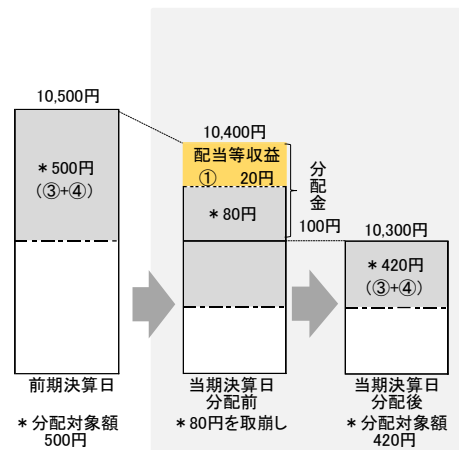 10,500円
＊500円
(③+④)
前期決算日
＊分配対象額
500円
10,400円
配当等収益
① 20円
＊80円
分配金
100円
当期決算日
分配前
＊80円を取崩し
10,300円
＊420円
(③+④)
当期決算日
分配後
＊分配対象額
420円